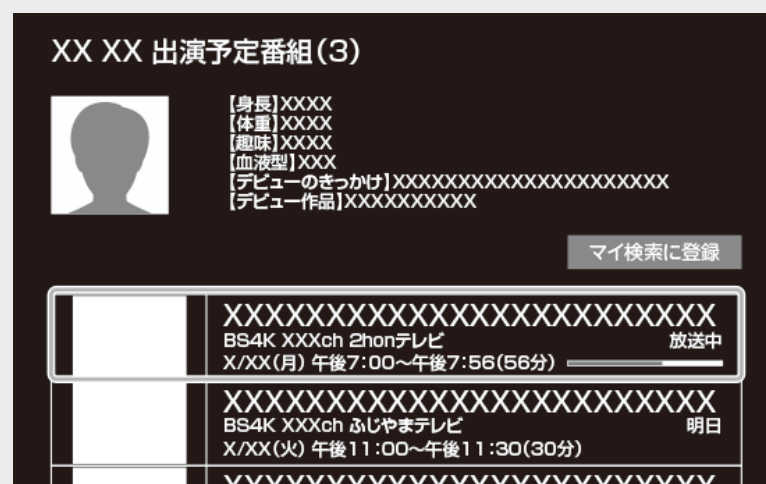 XX XX 出演予定番組(3)
【身長】XXXX
【体重】XXXX
【趣味】XXXX
【血液型】XXX
【デビューのきっかけ】XXXXXXXXXXXXXXXXXXXXX
【デビュー作品】XXXXXXXXXX
マイ検索に登録
XXXXXXXXXXXXXXXXXXXXXXXXX
BS4K XXXch 2honテレビ 放送中
X/XX(月) 午後7:00～午後7:56(56分)
XXXXXXXXXXXXXXXXXXXXXXXXX
BS4K XXXch ふじやまテレビ 明日
X/XX(火) 午後11:00～午後11:30(30分)
XXXXXXXXXXXXXXXXXXXXXXXXX